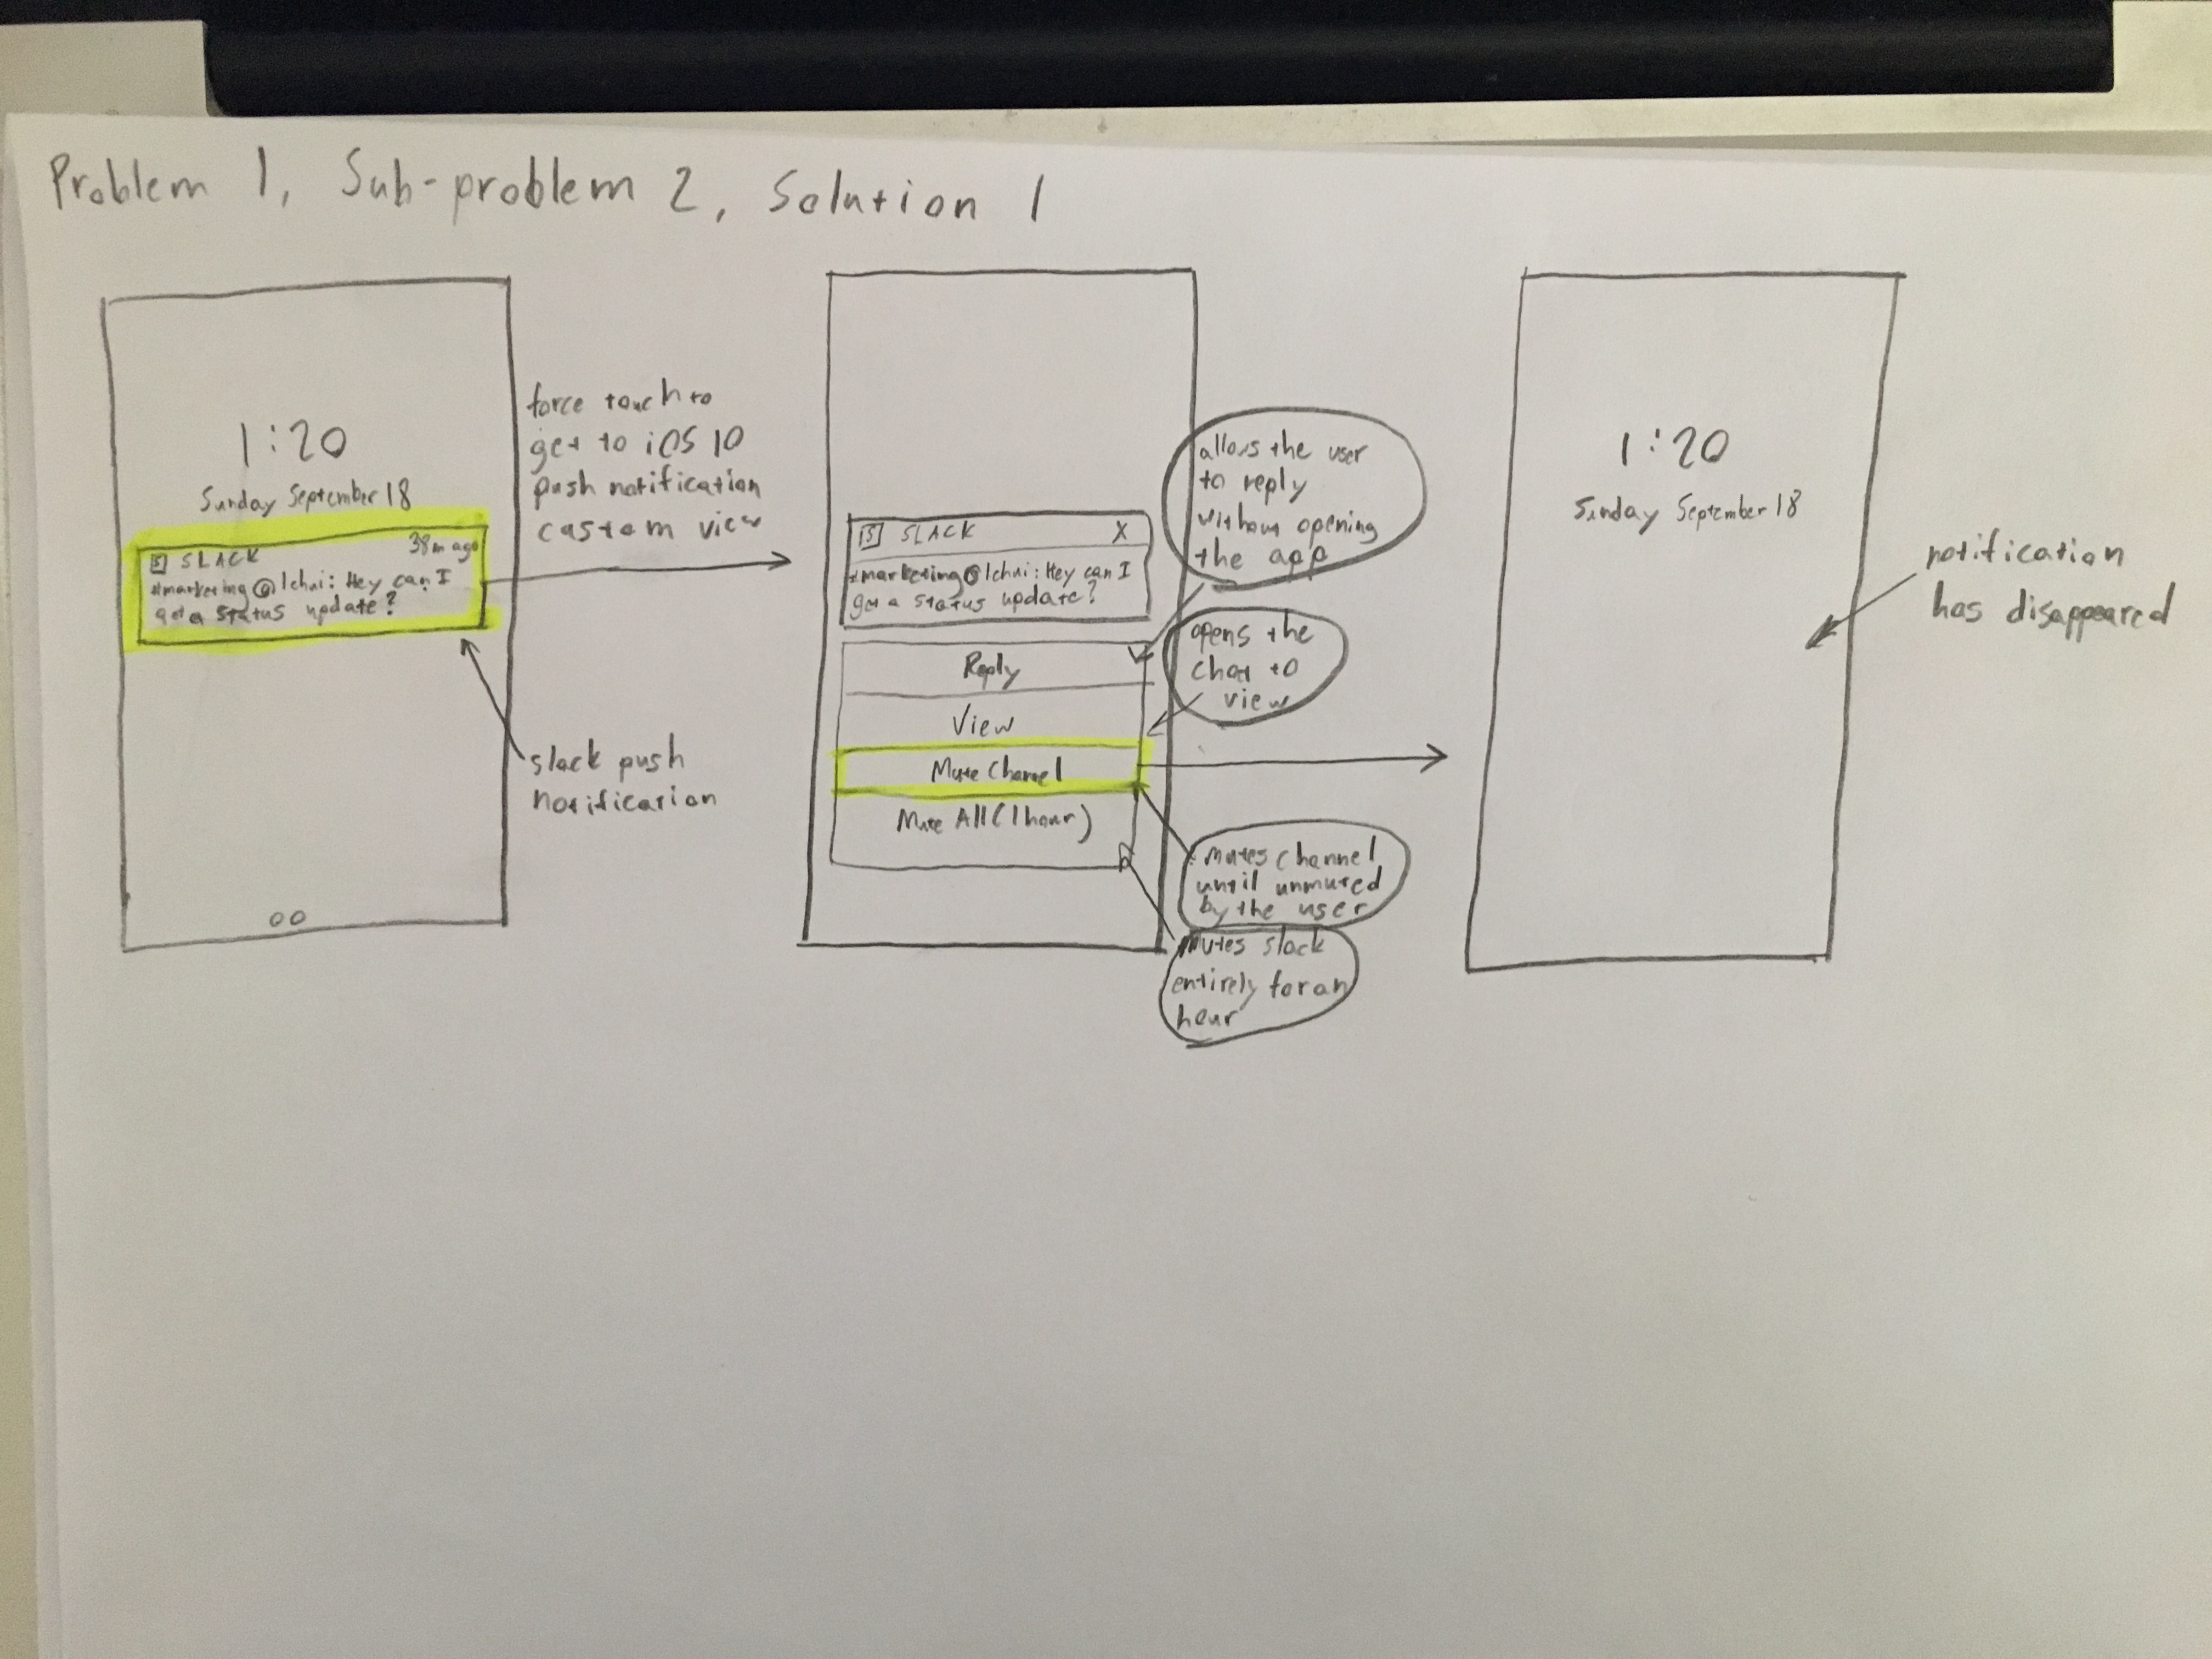 Problem 1, Sub-problem 2, Solution 1
1:20
Sunday September 18
S SLACK 38m ago
#marketing @lchui: Hey can I
get a status update?
00
force touch to
get to iOS 10
push notification
custom view
slack push
notification
S SLACK X
#marketing @lchui: Hey can I
get a status update?
Reply
View
Mute Channel
Mute All (1 hour)
allows the user
to reply
without opening
the app
opens the
chat to
view
mutes channel
until unmuted
by the user
Mutes slack
entirely for an
hour
1:20
Sunday September 18
notification
has disappeared